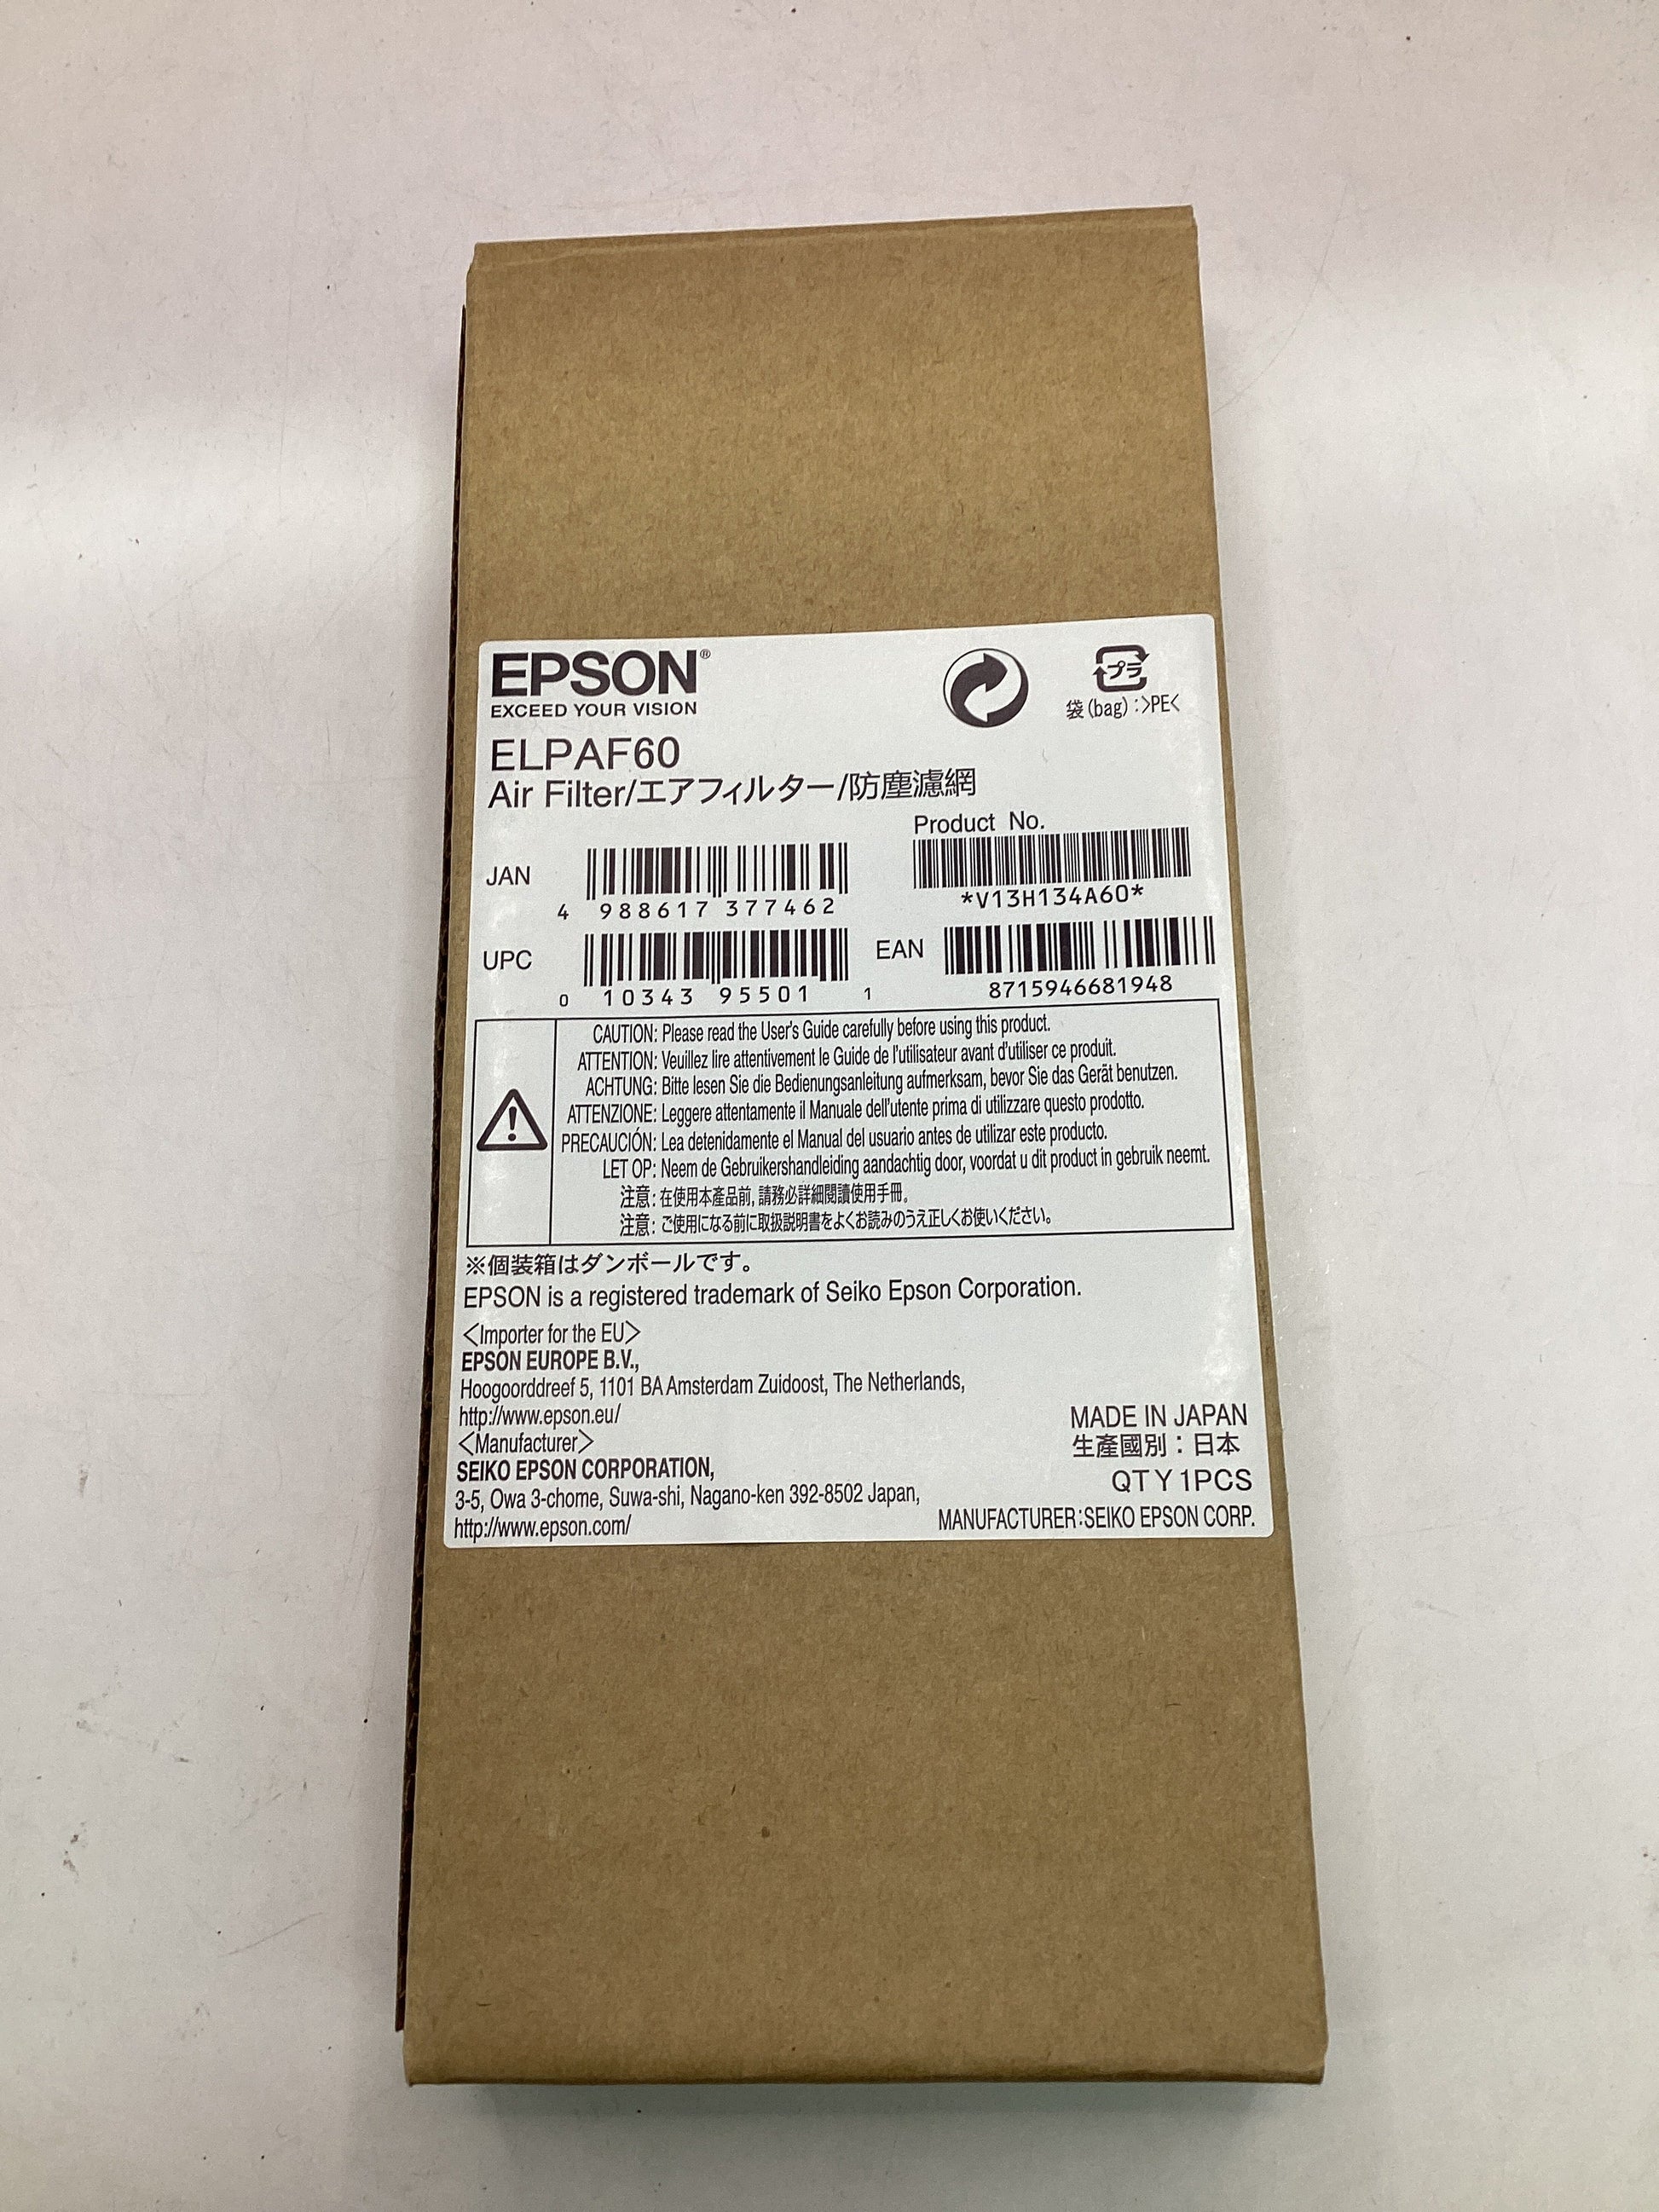 EPSON®
EXCEED YOUR VISION
プラ
袋(bag):>PE<
ELPAF60
Air Filter/エアフィルター/防塵濾網
Product No.
*V13H134A60*
JAN
4 988617 377462
UPC
0 10343 95501 1
EAN
8715946681948
CAUTION: Please read the User's Guide carefully before using this product.
ATTENTION: Veuillez lire attentivement le Guide de l'utilisateur avant d'utiliser ce produit.
ACHTUNG: Bitte lesen Sie die Bedienungsanleitung aufmerksam, bevor Sie das Gerät benutzen.
ATTENZIONE: Leggere attentamente il Manuale dell'utente prima di utilizzare questo prodotto.
PRECAUCIÓN: Lea detenidamente el Manual del usuario antes de utilizar este producto.
LET OP: Neem de Gebruikershandleiding aandachtig door, voordat u dit product in gebruik neemt.
注意: 在使用本產品前, 請務必詳細閱讀使用手冊。
注意: ご使用になる前に取扱説明書をよくお読みのうえ正しくお使いください。
※個装箱はダンボールです。
EPSON is a registered trademark of Seiko Epson Corporation.
<Importer for the EU>
EPSON EUROPE B.V.,
Hoogoorddreef 5, 1101 BA Amsterdam Zuidoost, The Netherlands,
http://www.epson.eu/
<Manufacturer>
SEIKO EPSON CORPORATION,
3-5, Owa 3-chome, Suwa-shi, Nagano-ken 392-8502 Japan,
http://www.epson.com/
MADE IN JAPAN
生產國別：日本
QTY 1PCS
MANUFACTURER:SEIKO EPSON CORP.